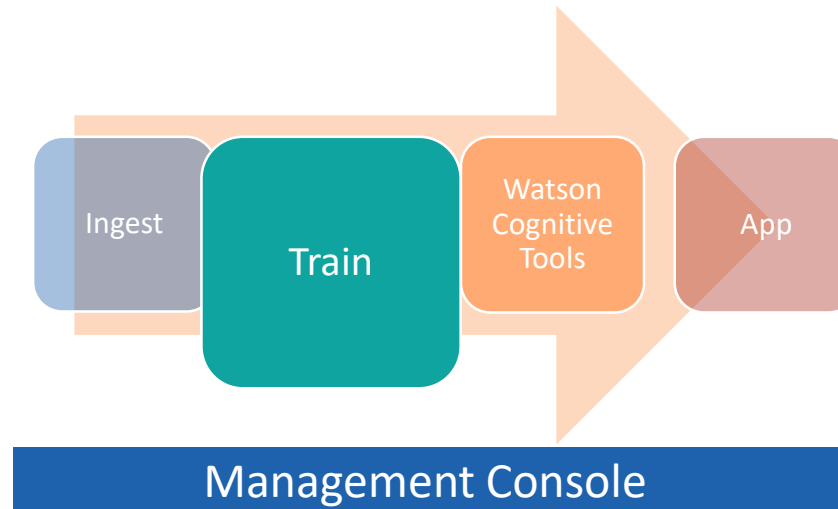 Ingest
Train
Watson
Cognitive
Tools
App
Management Console